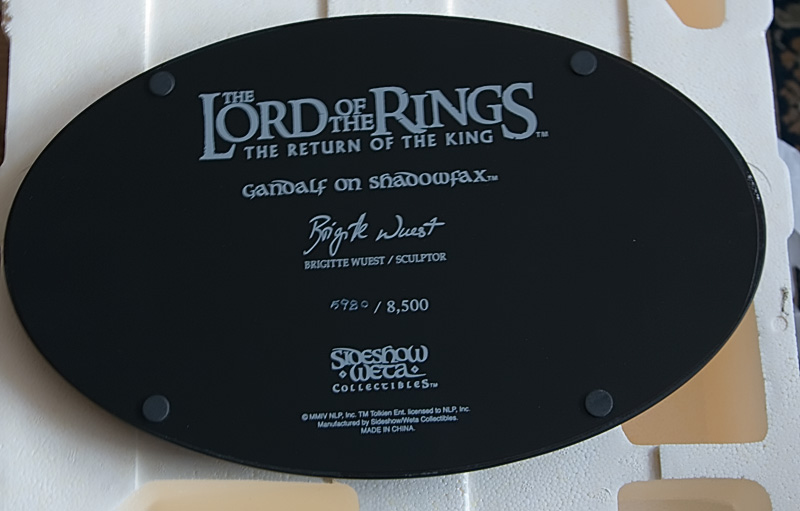 THE LORD OF THE RINGS™
THE RETURN OF THE KING
GANDALF ON SHADOWFAX™
Brigitte Wuest
BRIGITTE WUEST / SCULPTOR
5980 / 8,500
SIDESHOW
WETA
COLLECTIBLES™
© MMIV NLP, Inc. TM Tolkien Ent. licensed to NLP, Inc.
Manufactured by Sideshow/Weta Collectibles.
MADE IN CHINA.